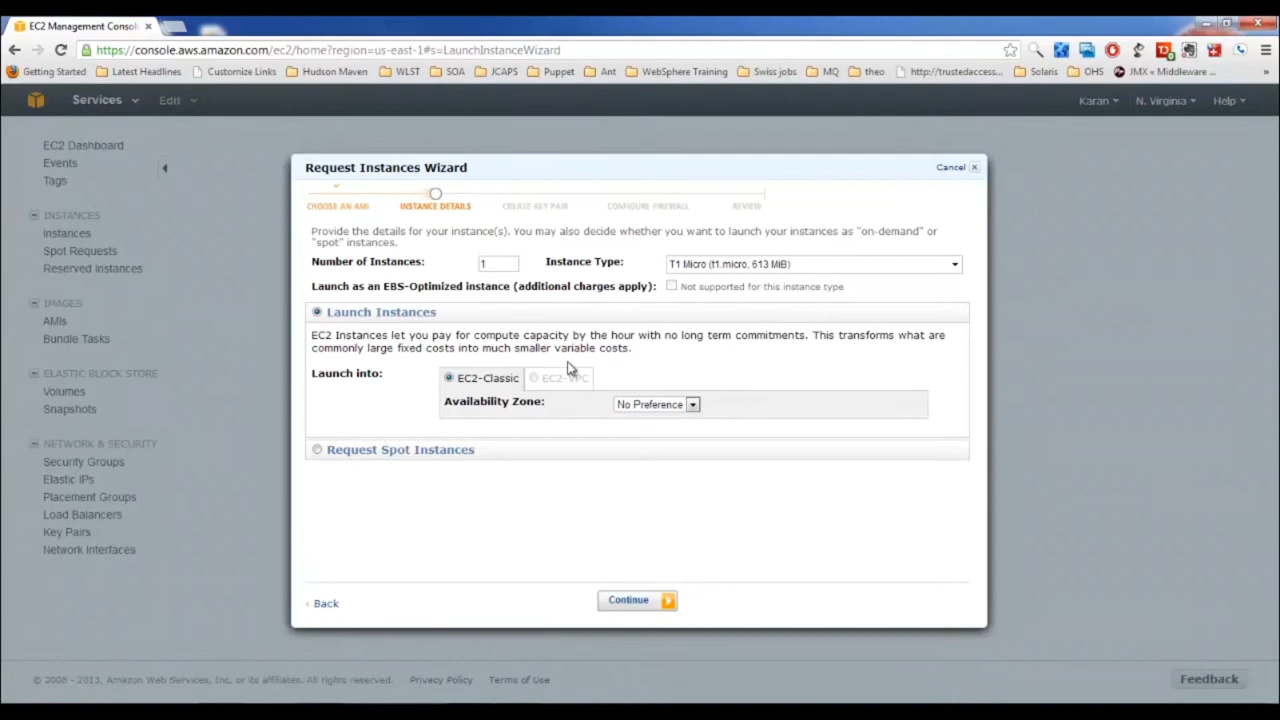 EC2 Management Consol
https://console.aws.amazon.com/ec2/home?region=us-east-1#s=LaunchInstanceWizard
Getting Started Latest Headlines Customize Links Hudson Maven WLST SOA JCAPS Puppet Ant WebSphere Training Swiss jobs MQ theo http://trustedaccess... Solaris OHS JMX « Middleware ... »
Services Edit Karan N. Virginia Help
EC2 Dashboard
Events
Tags
INSTANCES
Instances
Spot Requests
Reserved Instances
IMAGES
AMIs
Bundle Tasks
ELASTIC BLOCK STORE
Volumes
Snapshots
NETWORK & SECURITY
Security Groups
Elastic IPs
Placement Groups
Load Balancers
Key Pairs
Network Interfaces
Request Instances Wizard Cancel
CHOOSE AN AMI INSTANCE DETAILS CREATE KEY PAIR CONFIGURE FIREWALL REVIEW
Provide the details for your instance(s). You may also decide whether you want to launch your instances as "on-demand" or
"spot" instances.
Number of Instances: 1 Instance Type: T1 Micro (t1.micro, 613 MiB)
Launch as an EBS-Optimized instance (additional charges apply): Not supported for this instance type
Launch Instances
EC2 Instances let you pay for compute capacity by the hour with no long term commitments. This transforms what are
commonly large fixed costs into much smaller variable costs.
Launch into: EC2-Classic EC2-VPC
Availability Zone: No Preference
Request Spot Instances
Back Continue
© 2008 - 2013, Amazon Web Services, Inc. or its affiliates. All rights reserved. Privacy Policy Terms of Use Feedback